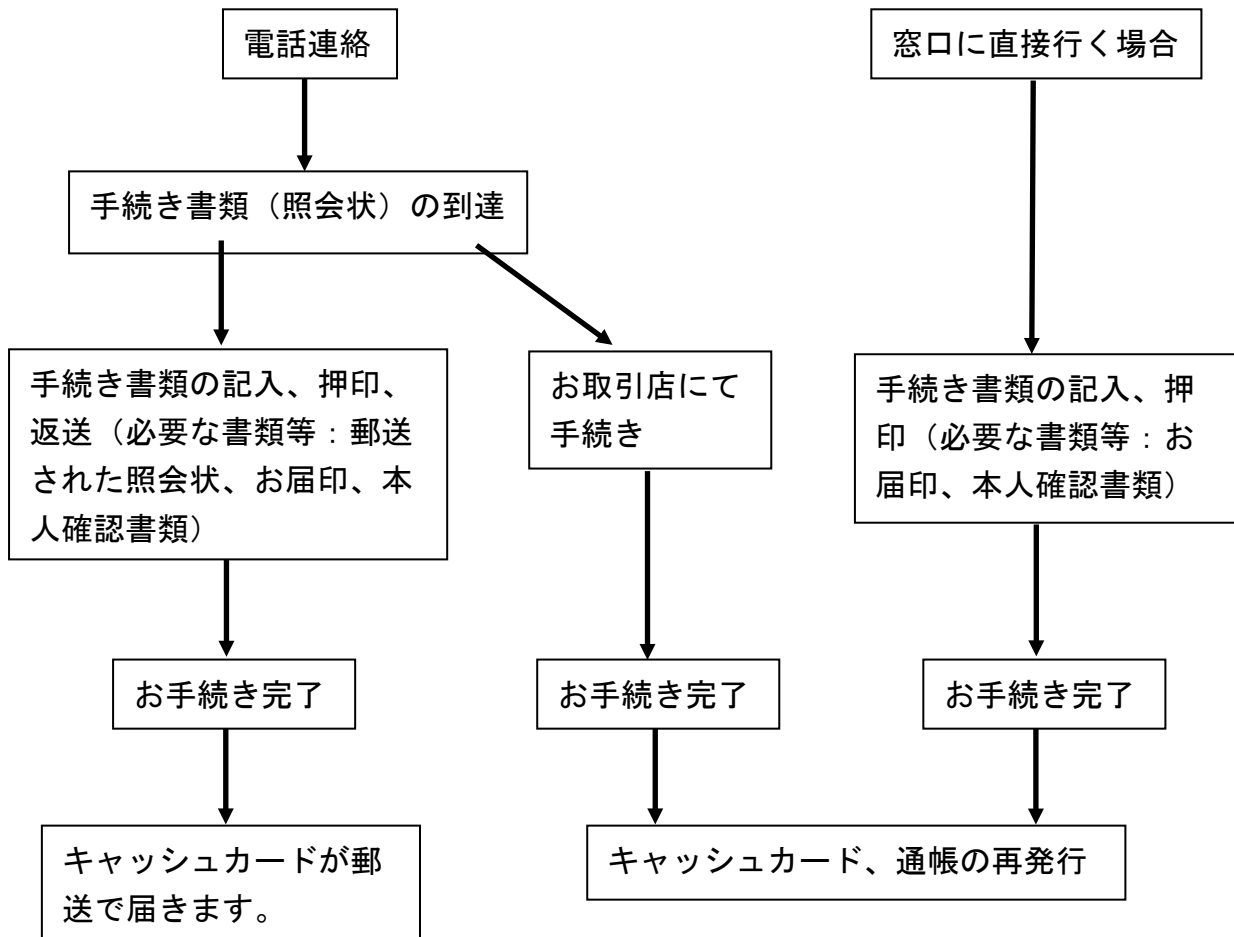 電話連絡
窓口に直接行く場合
手続き書類（照会状）の到達
手続き書類の記入、押印、
返送（必要な書類等：郵送
された照会状、お届印、本
人確認書類）
お取引店にて
手続き
手続き書類の記入、押
印（必要な書類等：お
届印、本人確認書類）
お手続き完了
お手続き完了
お手続き完了
キャッシュカードが郵
送で届きます。
キャッシュカード、通帳の再発行